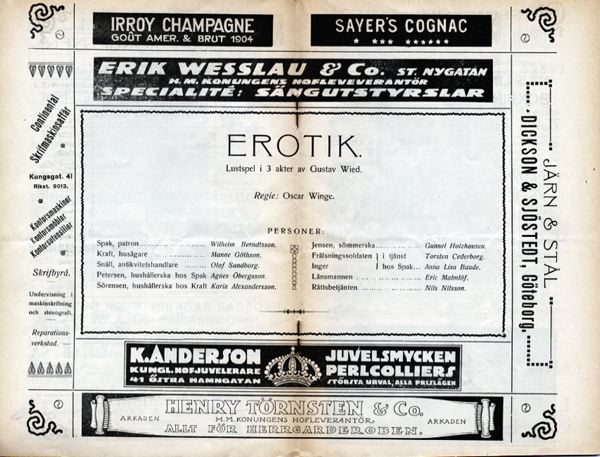 IRROY CHAMPAGNE
GOÛT AMER. & BRUT 1904
SAYER'S COGNAC
ERIK WESSLAU & Co. ST. NYGATAN
H. M. KONUNGENS HOFLEVEVERANTÖR
SPECIALITÉ: SÄNGUTSTYRSLAR
Continental
Skrifmaskinsaffär
Kungsgat. 41
Rikst. 9013.
Kontorsmaskiner
Kontorsmöbler
Kontorsutensilier
Skrifbyrå.
Undervisning i
maskinskrifning
och stenografi.
Reparations-
verkstad.
EROTIK.
Lustspel i 3 akter av Gustav Wied.
Regie: Oscar Winge.
PERSONER:
Spak, patron Wilhelm Berndtsson.
Kraft, husägare Manne Göthson.
Snäll, antikvitelshandlare Olof Sandborg.
Petersen, hushållerska hos Spak Agnes Öbergsson.
Sörensen, hushållerska hos Kraft Karin Alexandersson.
Jensen, sömmerska Gunnel Holzhausen.
Frälsningssoldaten } i tjänst Torsten Cederborg.
Inger } hos Spak Anna Lisa Baude.
Länsmannen Eric Malmlöf.
Rättsbetjänten Nils Nilsson.
JÄRN & STÅL
DICKSON & SJÖSTEDT, Göteborg.
K. ANDERSON
KUNGL. HOFJUVELERARE
41 ÖSTRA HAMNGATAN
JUVELSMYCKEN
PERLCOLLIERS
STÖRSTA URVAL, ALLA PRISLÄGEN
HENRY TÖRNSTEN & Co.
ARKADEN
H. M. KONUNGENS HOFLEVERANTÖR.
ARKADEN
ALLT FÖR HERRGARDEROBEN.